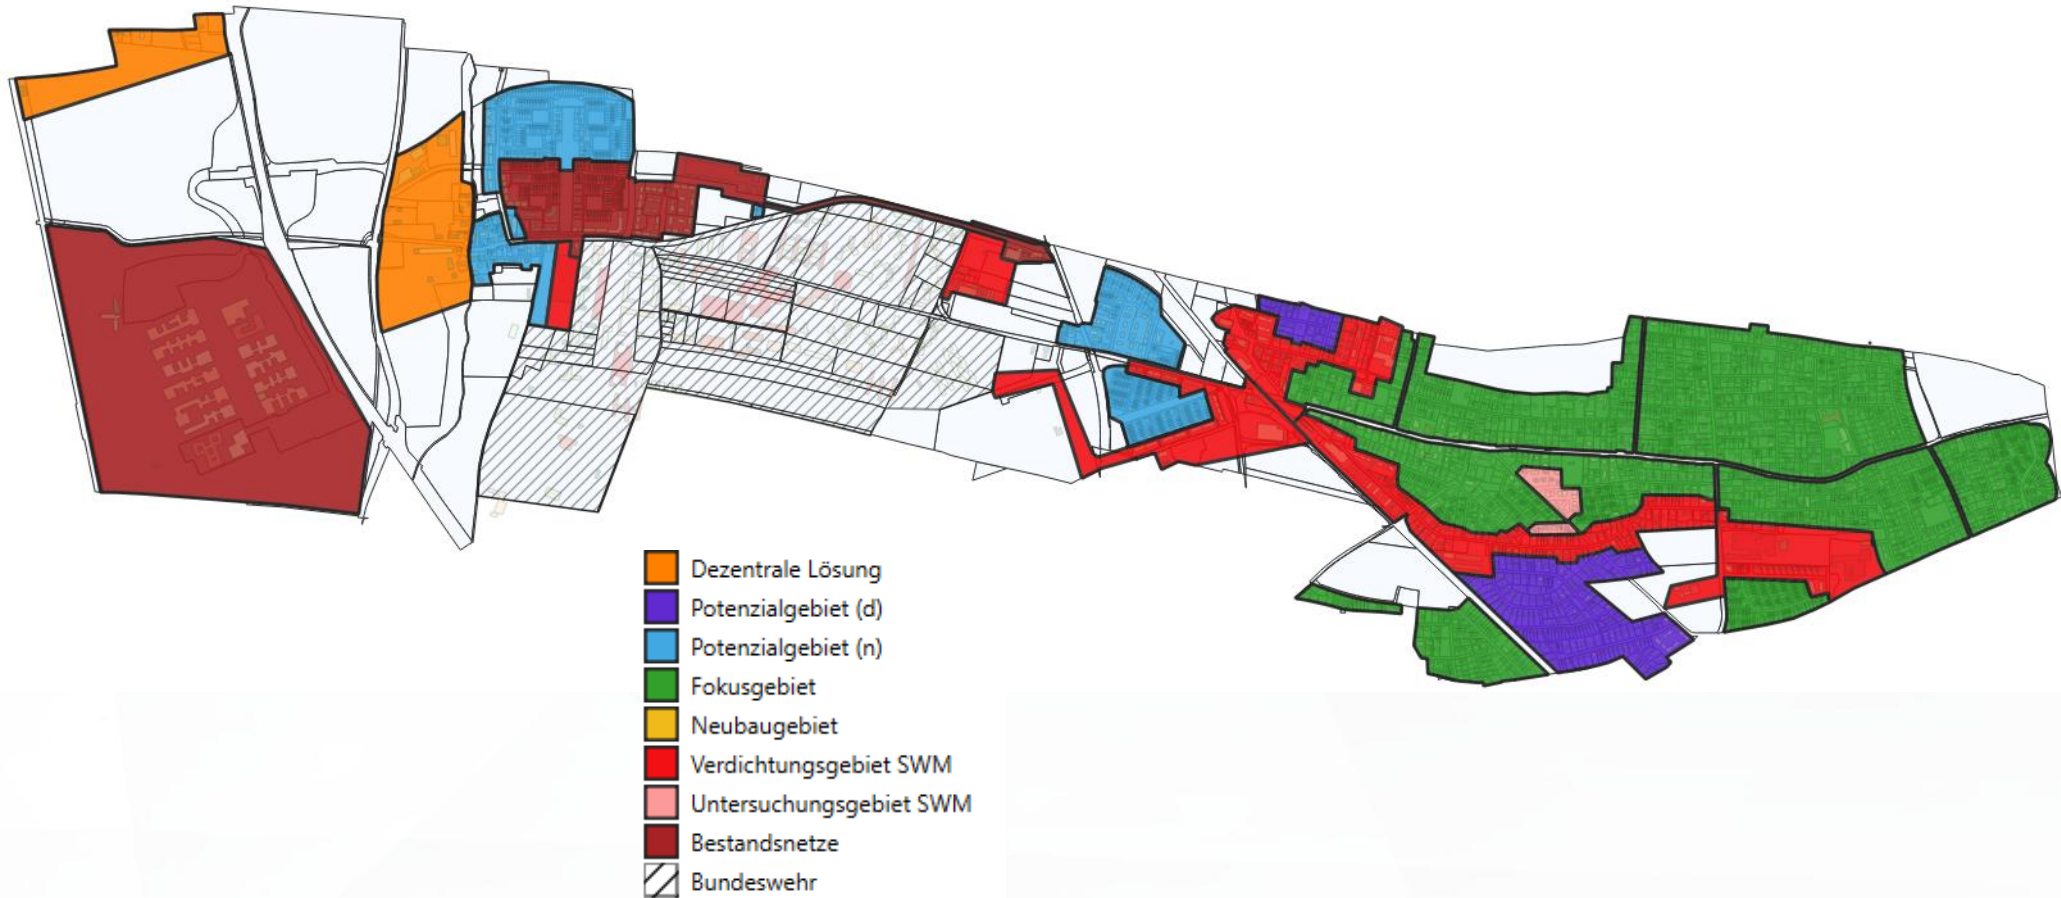 Dezentrale Lösung
Potenzialgebiet (d)
Potenzialgebiet (n)
Fokusgebiet
Neubaugebiet
Verdichtungsgebiet SWM
Untersuchungsgebiet SWM
Bestandsnetze
Bundeswehr